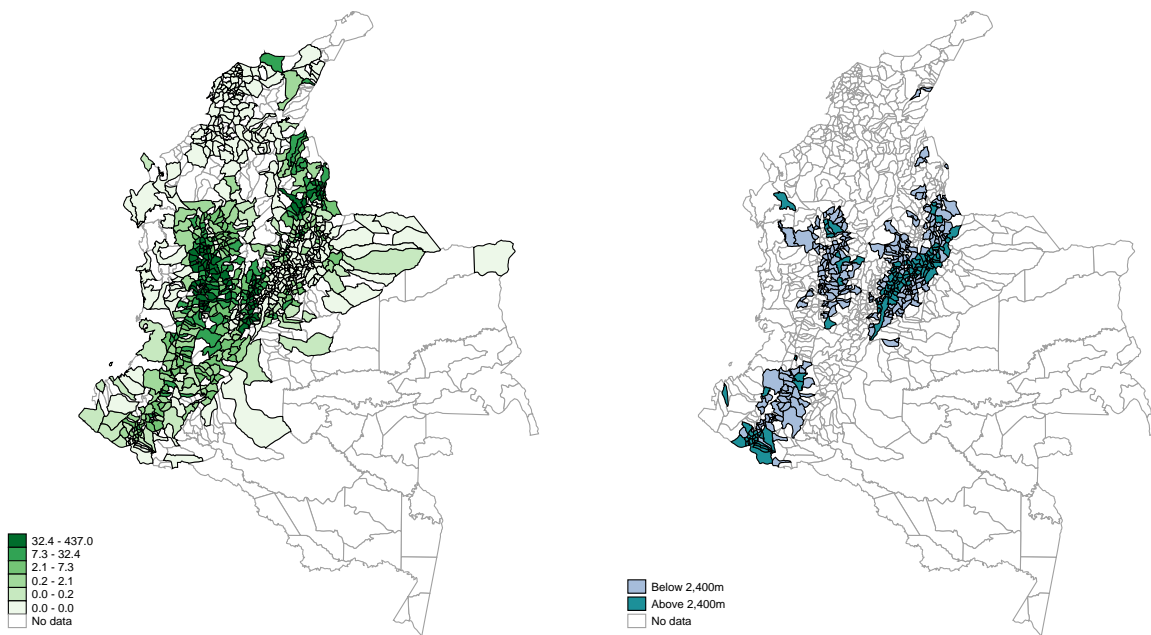 32.4 - 437.0
7.3 - 32.4
2.1 - 7.3
0.2 - 2.1
0.0 - 0.2
0.0 - 0.0
No data
Below 2,400m
Above 2,400m
No data